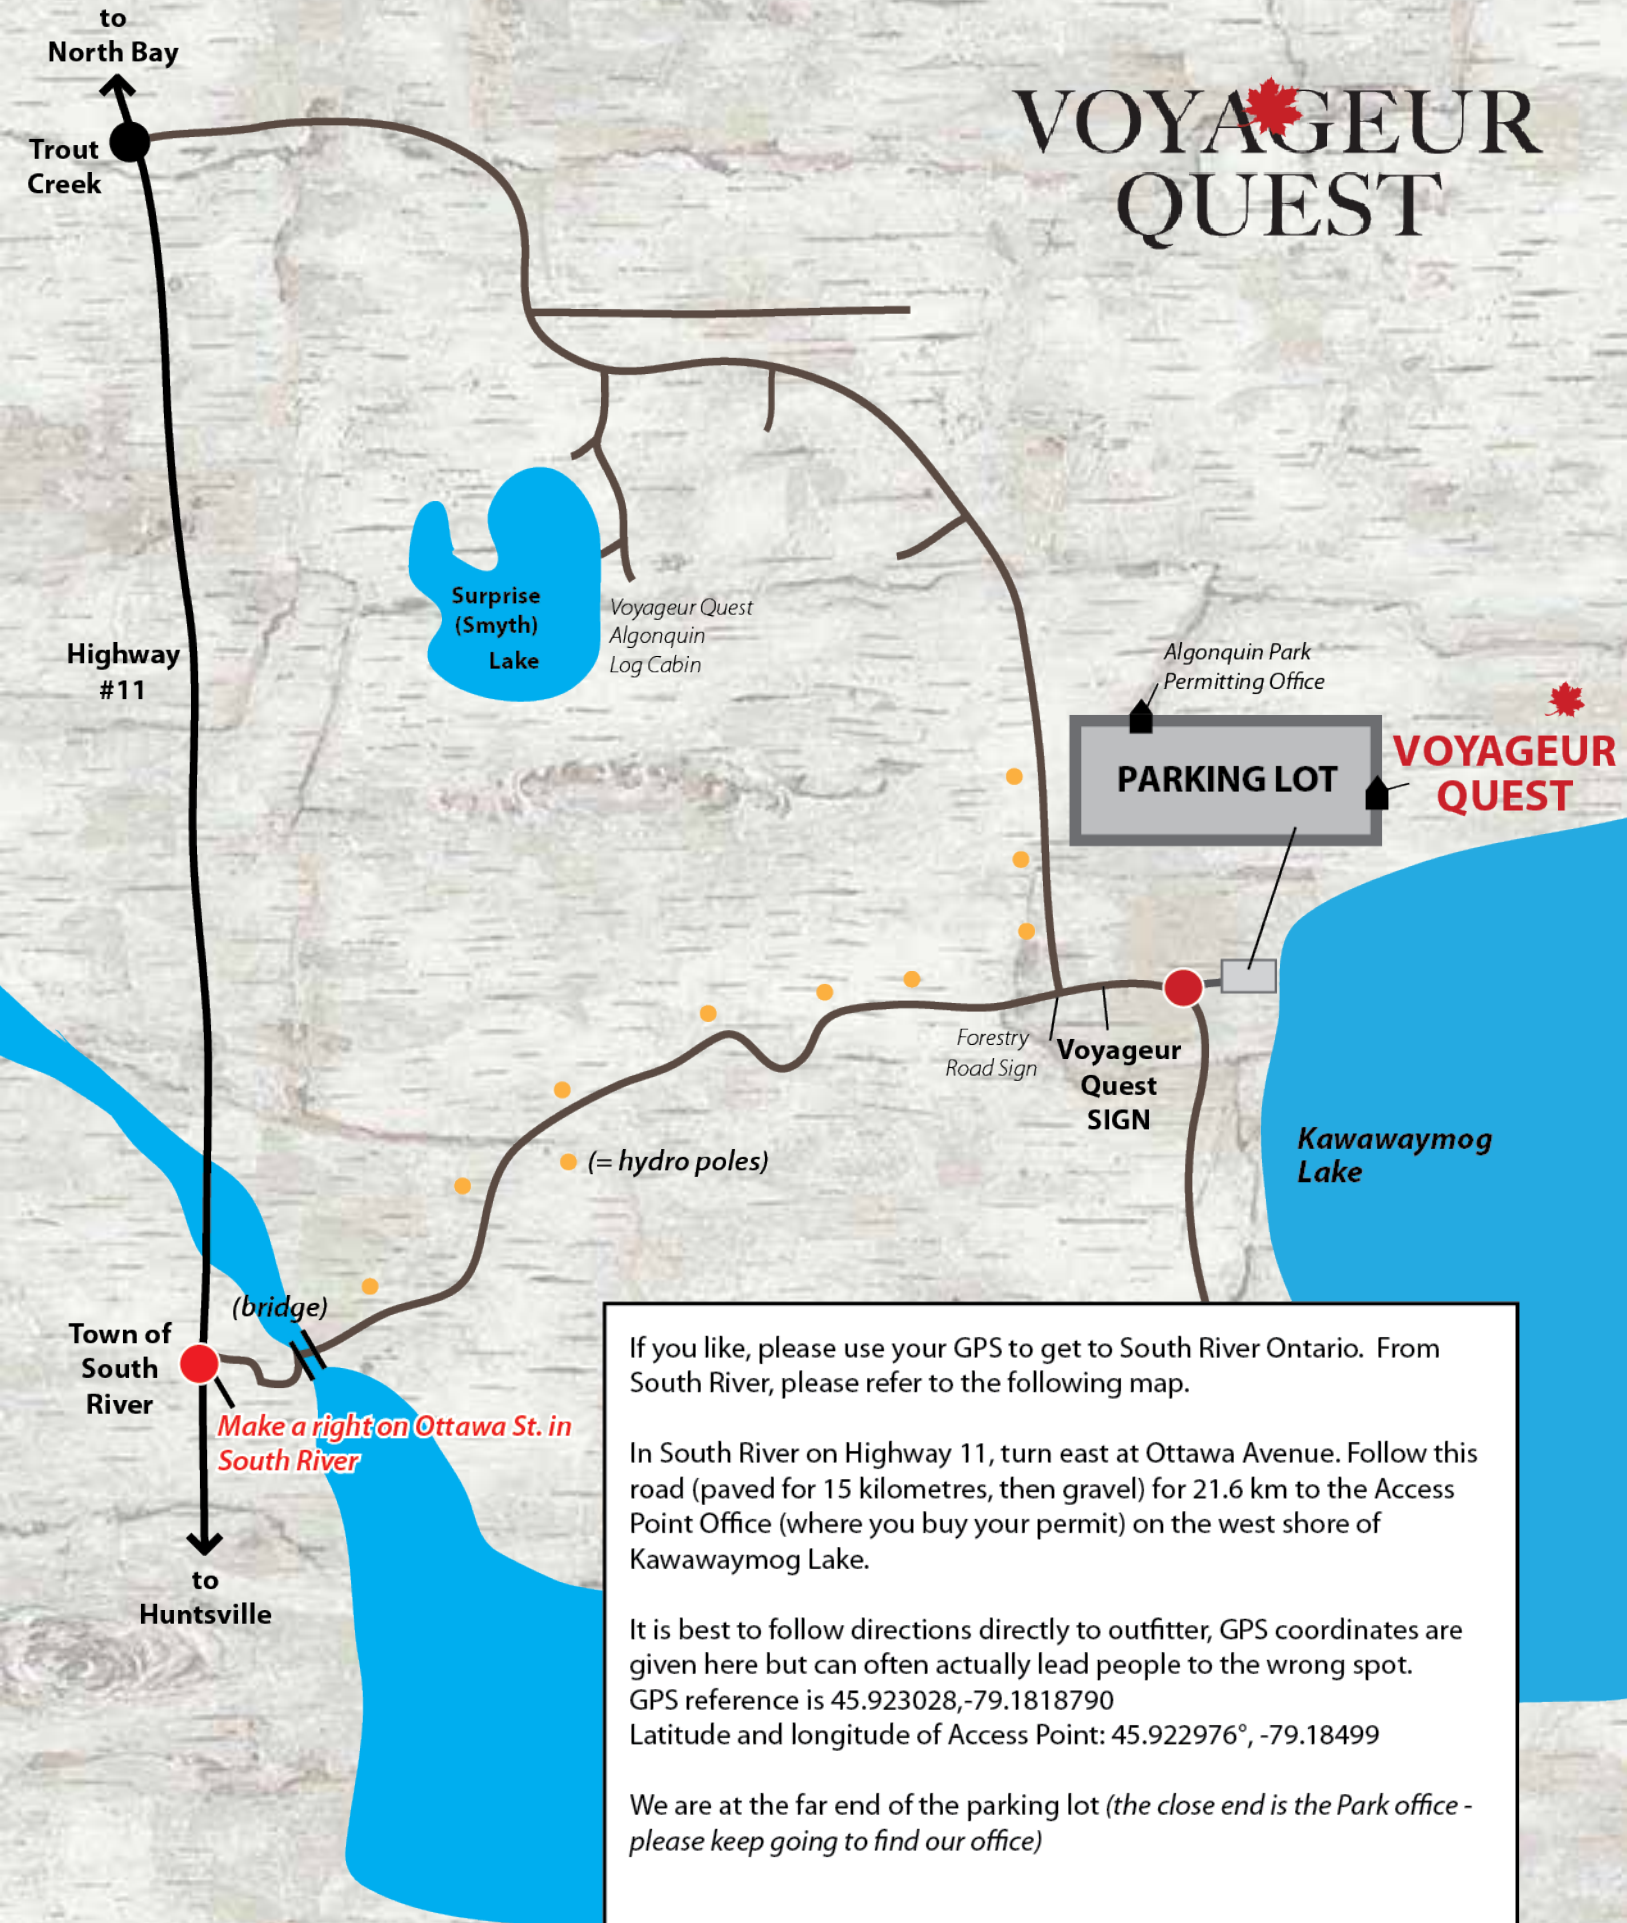 to
North Bay
Trout
Creek
VOYAGEUR
QUEST
Surprise
(Smyth)
Lake
Voyageur Quest
Algonquin
Log Cabin
Highway
#11
Algonquin Park
Permitting Office
PARKING LOT
VOYAGEUR
QUEST
Forestry
Road Sign
Voyageur
Quest
SIGN
Kawawaymog
Lake
(= hydro poles)
(bridge)
Town of
South
River
Make a right on Ottawa St. in
South River
to
Huntsville
If you like, please use your GPS to get to South River Ontario. From
South River, please refer to the following map.
In South River on Highway 11, turn east at Ottawa Avenue. Follow this
road (paved for 15 kilometres, then gravel) for 21.6 km to the Access
Point Office (where you buy your permit) on the west shore of
Kawawaymog Lake.
It is best to follow directions directly to outfitter, GPS coordinates are
given here but can often actually lead people to the wrong spot.
GPS reference is 45.923028,-79.1818790
Latitude and longitude of Access Point: 45.922976°, -79.18499
We are at the far end of the parking lot (the close end is the Park office -
please keep going to find our office)